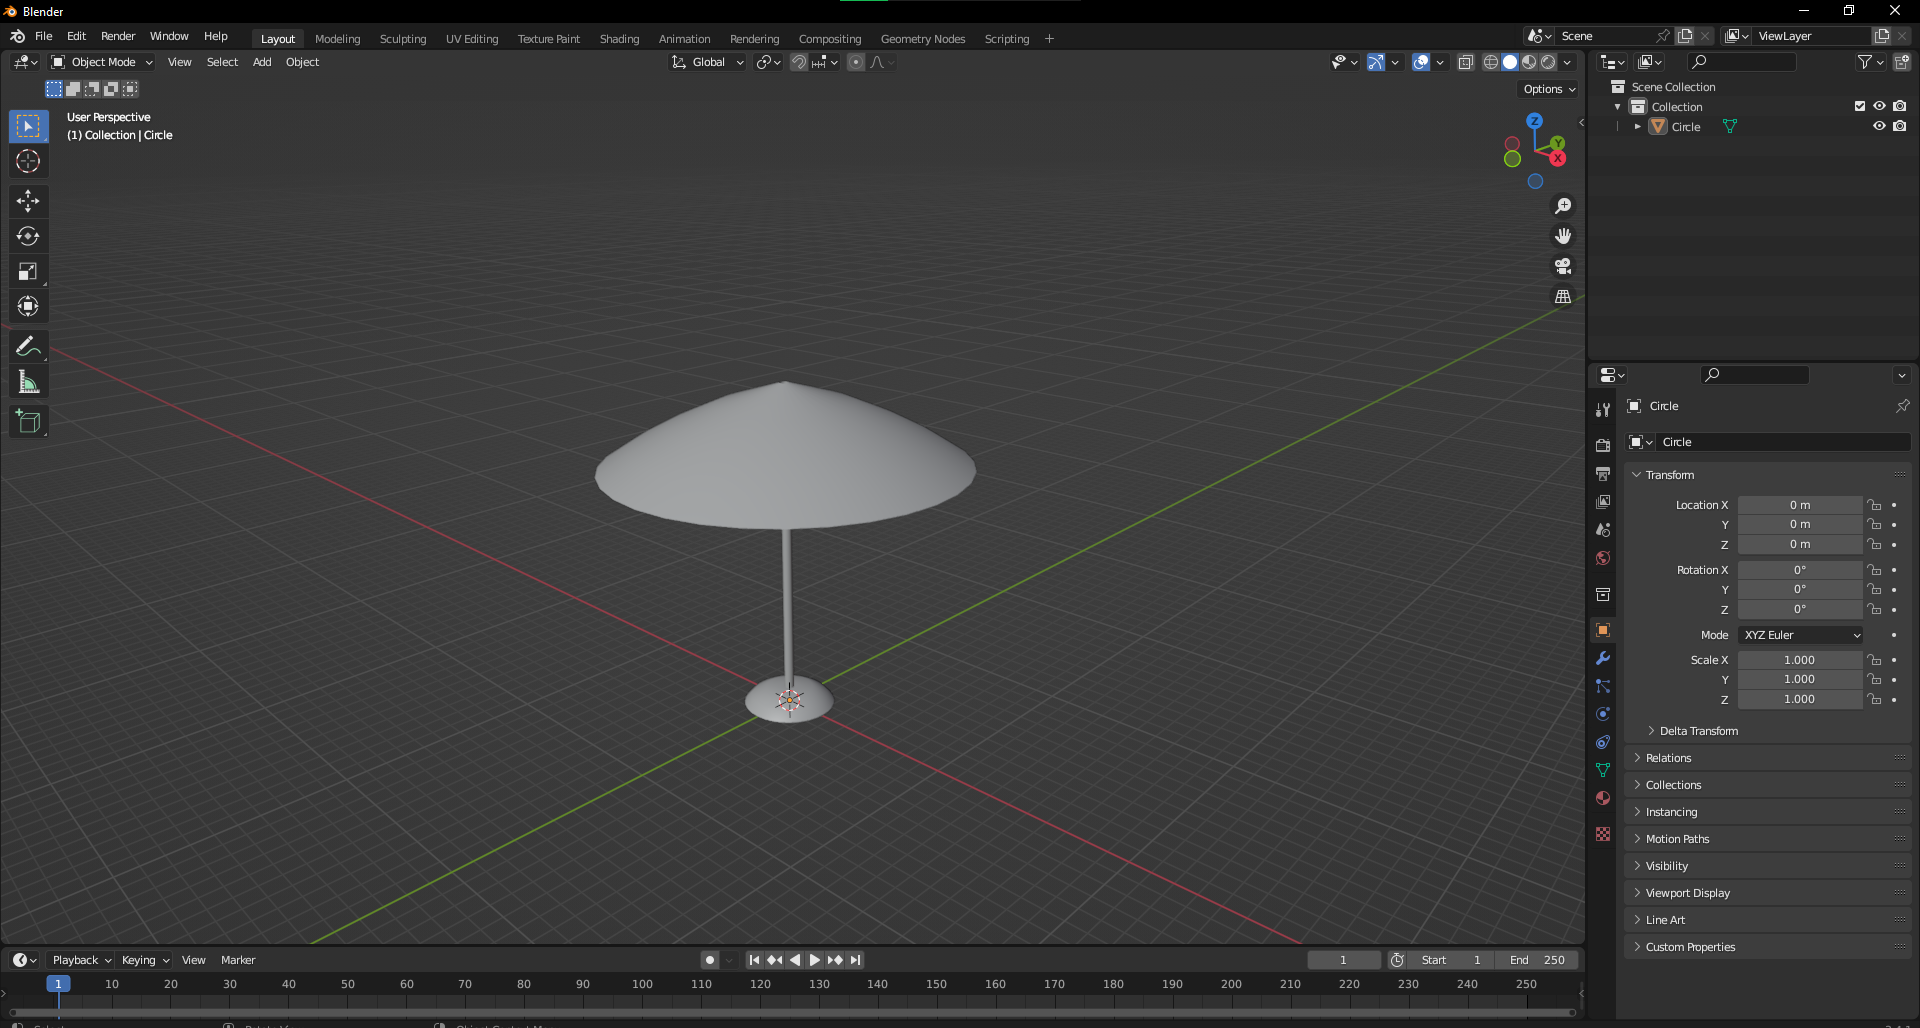 Blender
File Edit Render Window Help Layout Modeling Sculpting UV Editing Texture Paint Shading Animation Rendering Compositing Geometry Nodes Scripting + Scene ViewLayer
Object Mode View Select Add Object Global
Options
User Perspective
(1) Collection | Circle
Z
Y
X
Scene Collection
Collection
Circle
Circle
Circle
Transform
Location X 0 m
Y 0 m
Z 0 m
Rotation X 0°
Y 0°
Z 0°
Mode XYZ Euler
Scale X 1.000
Y 1.000
Z 1.000
Delta Transform
Relations
Collections
Instancing
Motion Paths
Visibility
Viewport Display
Line Art
Custom Properties
Playback Keying View Marker 1 Start 1 End 250
1 10 20 30 40 50 60 70 80 90 100 110 120 130 140 150 160 170 180 190 200 210 220 230 240 250